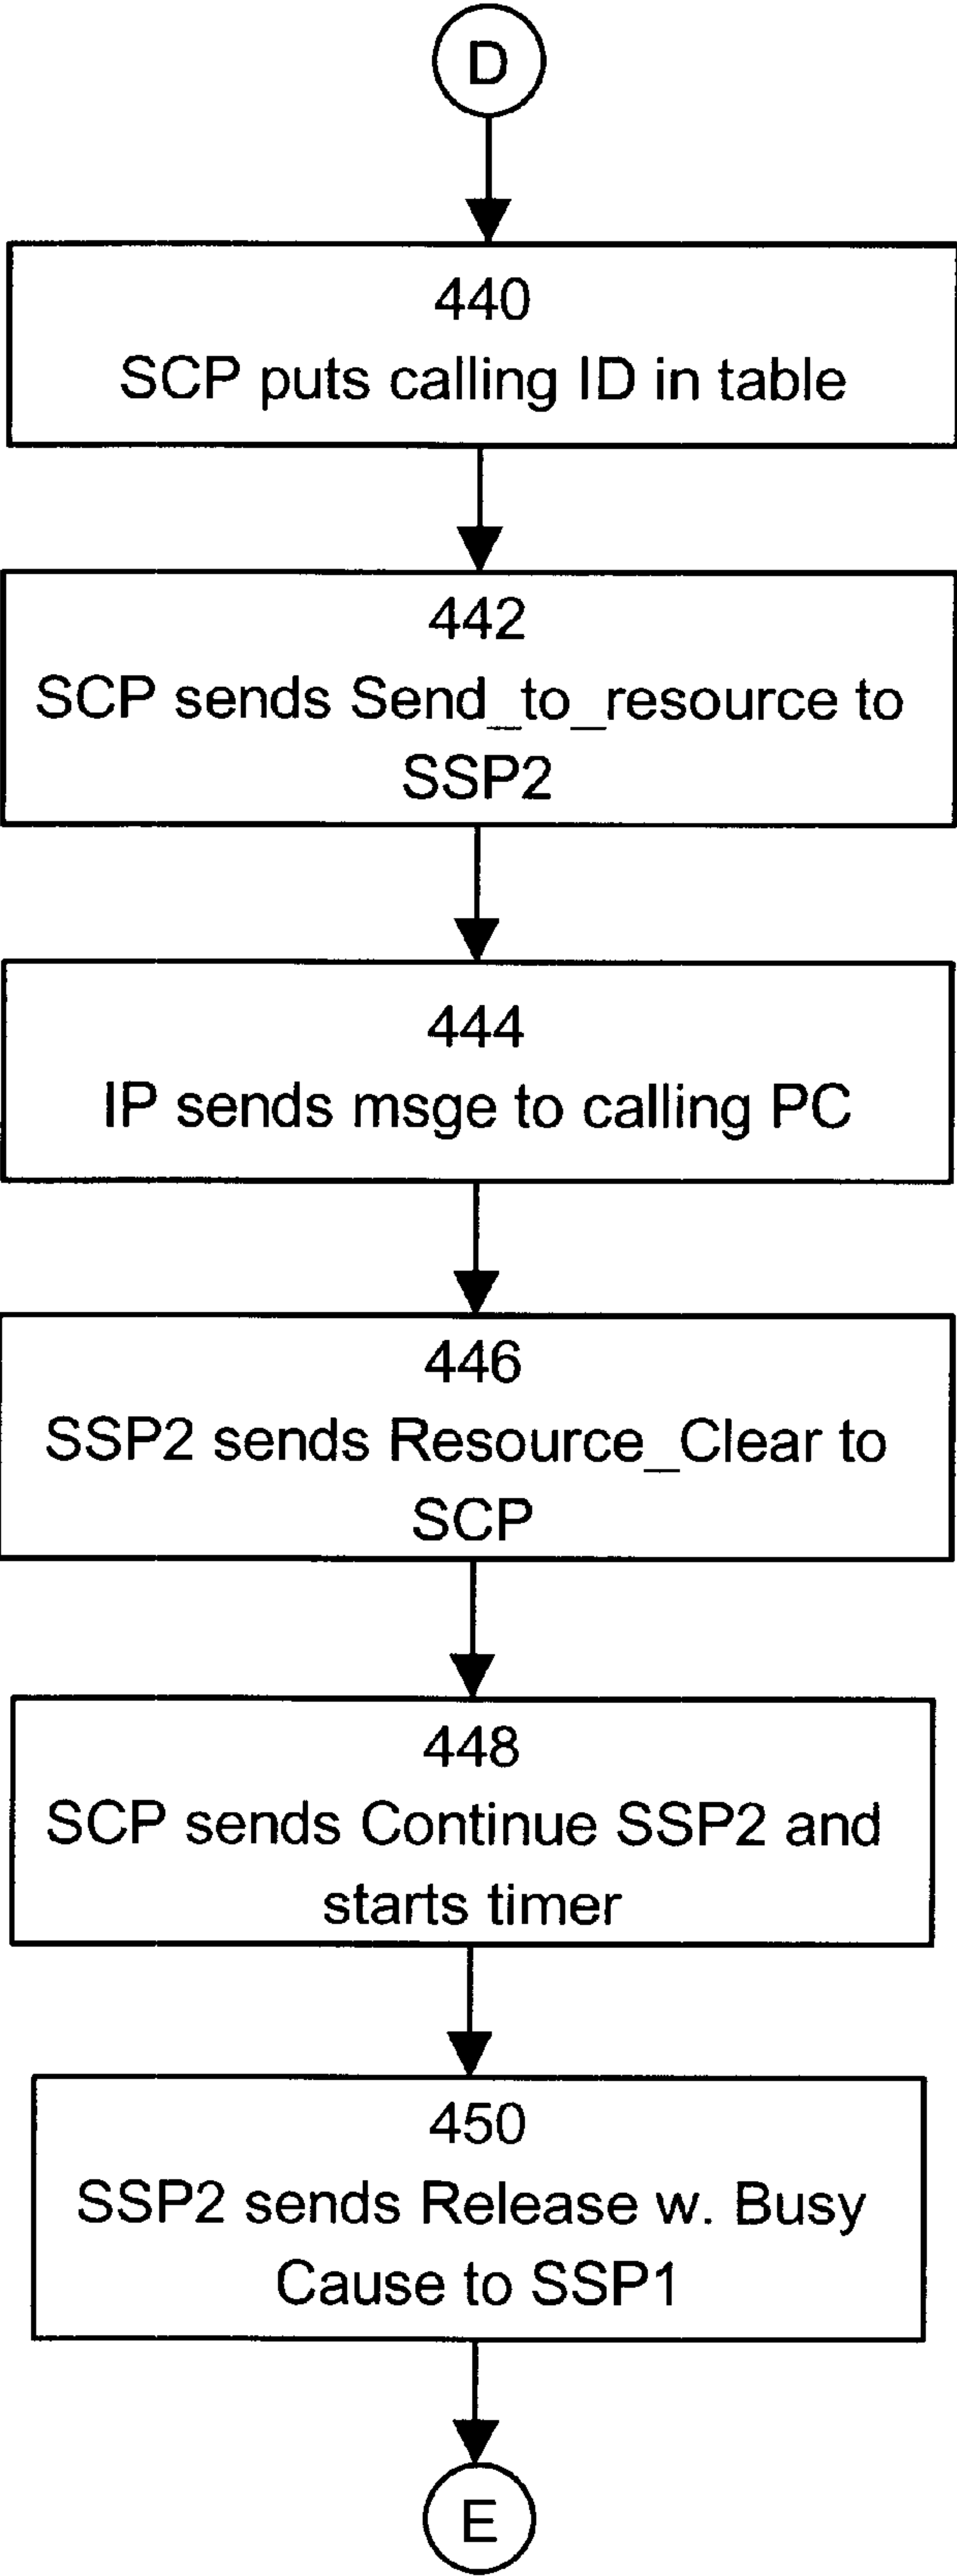 D
440
SCP puts calling ID in table
442
SCP sends Send_to_resource to
SSP2
444
IP sends msge to calling PC
446
SSP2 sends Resource_Clear to
SCP
448
SCP sends Continue SSP2 and
starts timer
450
SSP2 sends Release w. Busy
Cause to SSP1
E